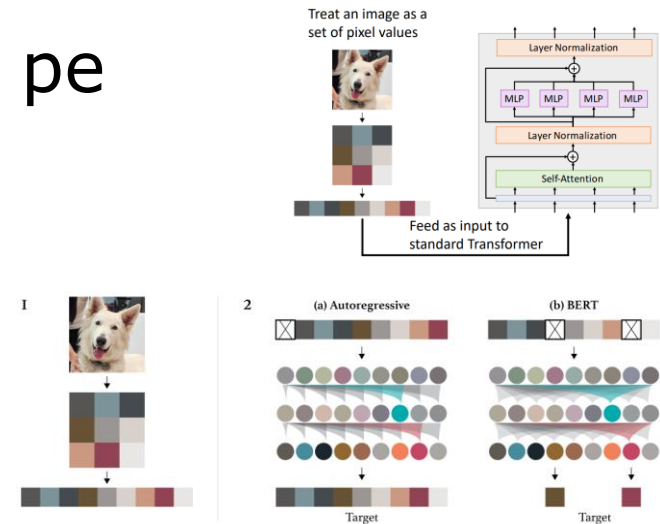 pe
Treat an image as a
set of pixel values
Layer Normalization
MLP MLP MLP MLP
Layer Normalization
Self-Attention
Feed as input to
standard Transformer
1
2
(a) Autoregressive
(b) BERT
Target
Target